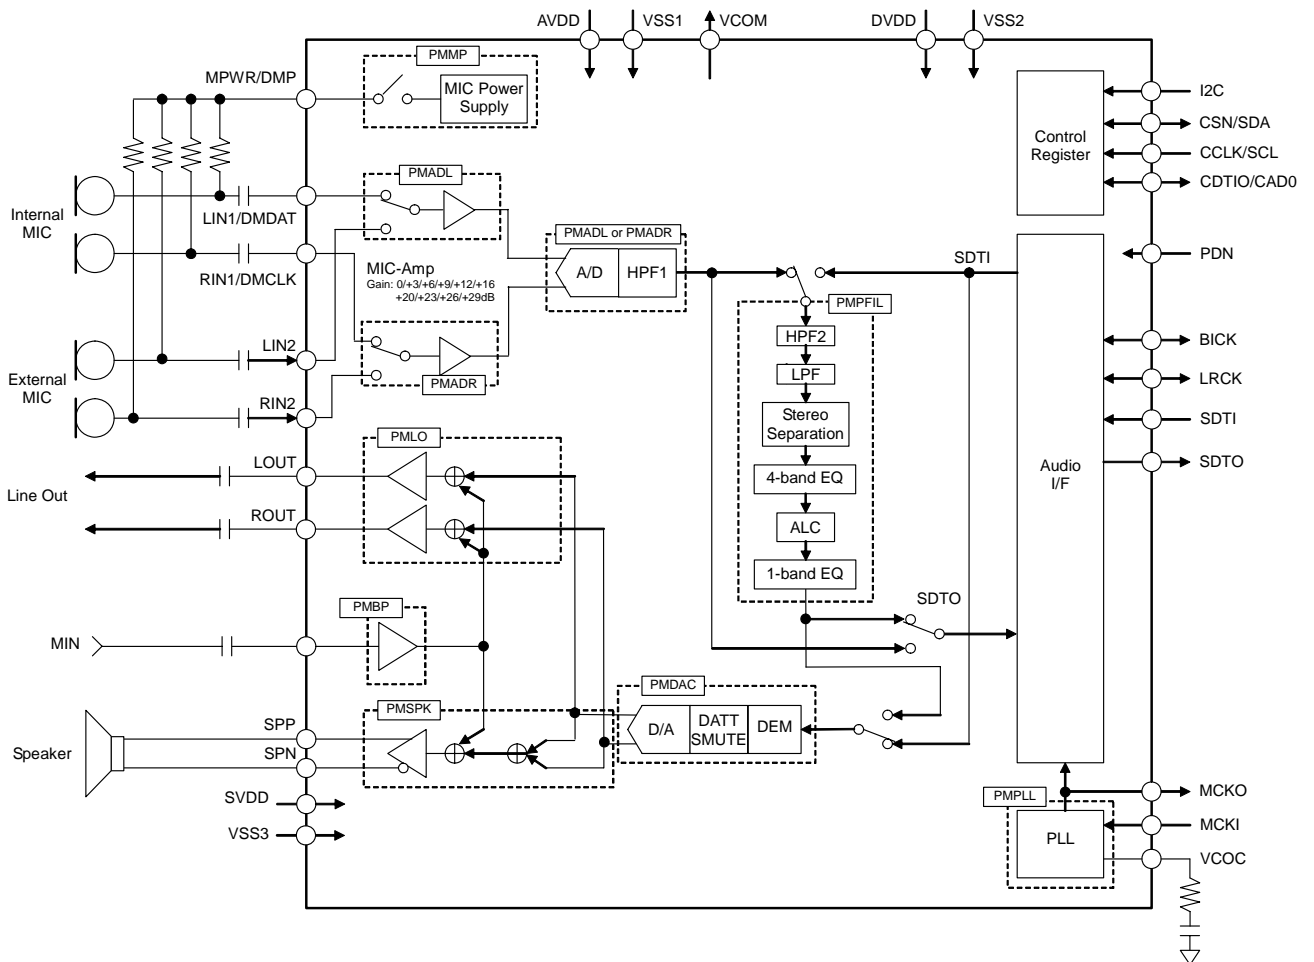 AVDD
VSS1
VCOM
DVDD
VSS2
PMMP
MPWR/DMP
MIC Power
Supply
I2C
CSN/SDA
CCLK/SCL
CDTIO/CAD0
Control
Register
PMADL
Internal
MIC
LIN1/DMDAT
RIN1/DMCLK
PMADL or PMADR
A/D
HPF1
SDTI
PDN
MIC-Amp
Gain: 0/+3/+6/+9/+12/+16
+20/+23/+26/+29dB
PMPFIL
HPF2
LPF
Stereo
Separation
4-band EQ
ALC
1-band EQ
BICK
LRCK
SDTI
SDTO
Audio
I/F
External
MIC
LIN2
RIN2
PMADR
PMLO
LOUT
Line Out
ROUT
SDTO
PMBP
MIN
PMDAC
D/A
DATT
SMUTE
DEM
PMSPK
SPP
Speaker
SPN
SVDD
VSS3
PMPLL
PLL
MCKO
MCKI
VCOC